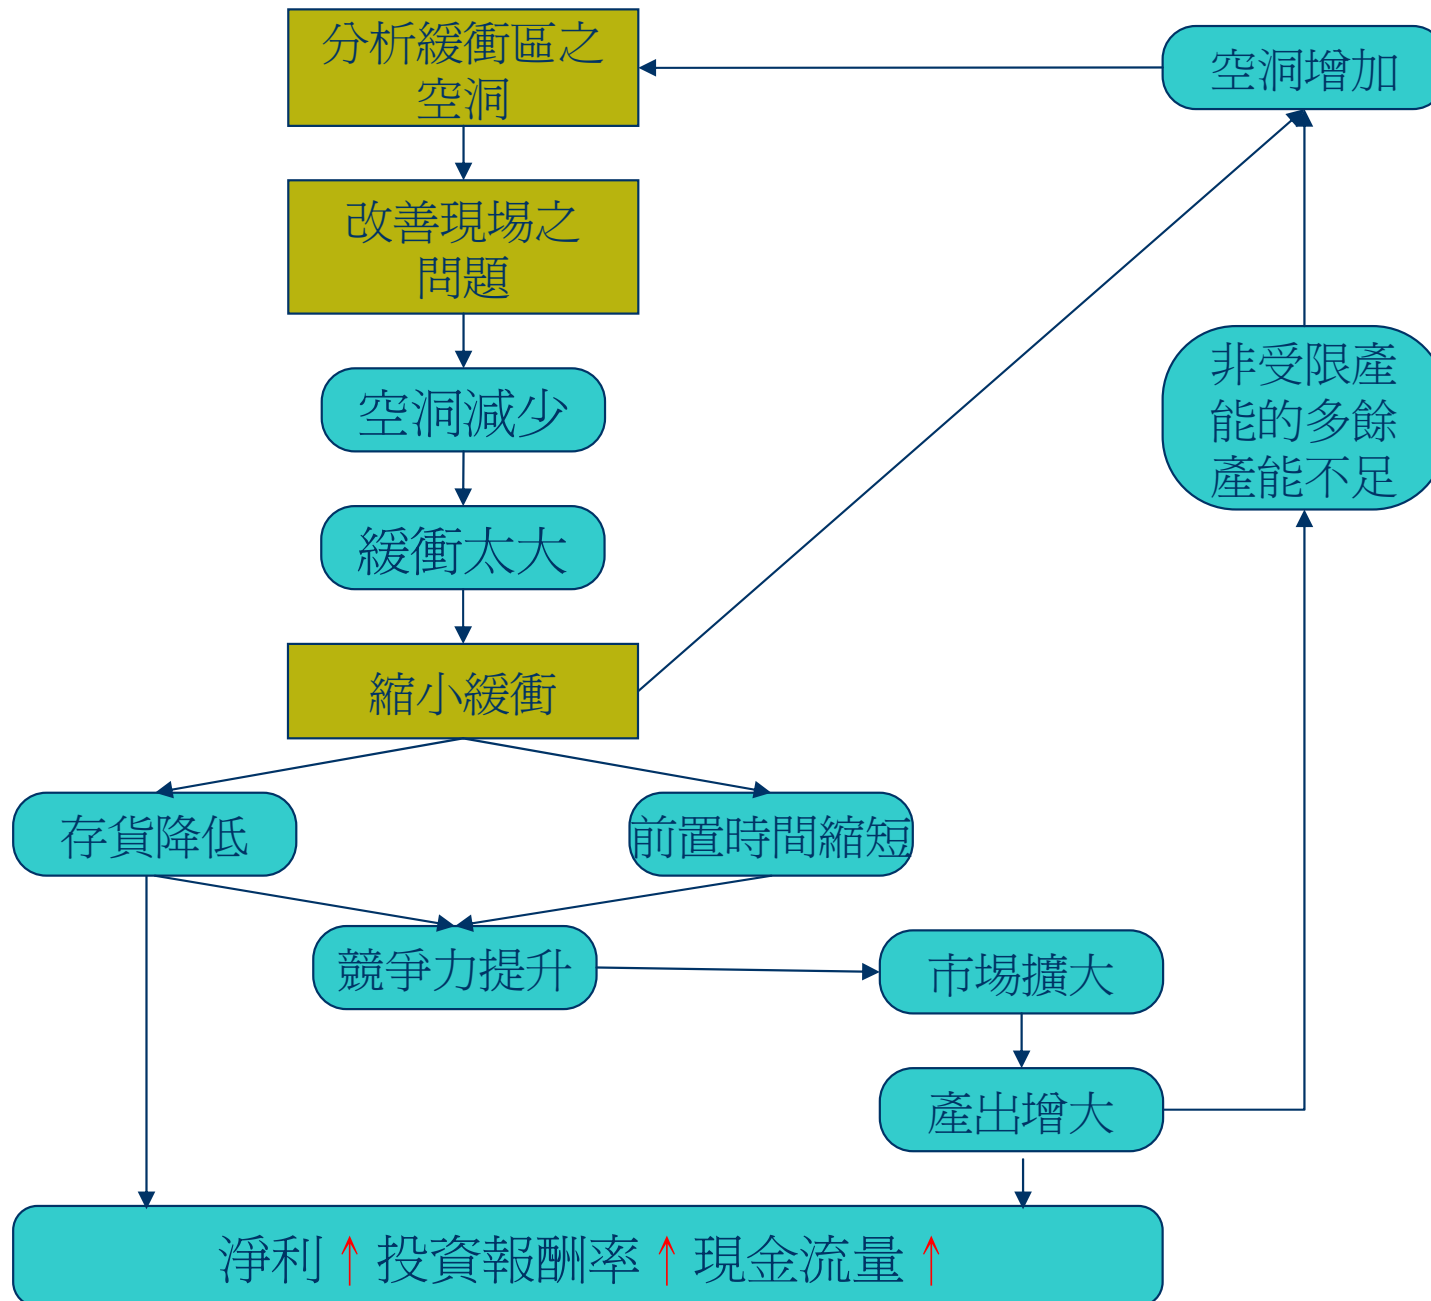 分析緩衝區之
空洞
空洞增加
改善現場之
問題
空洞減少
非受限產
能的多餘
產能不足
緩衝太大
縮小緩衝
存貨降低
前置時間縮短
競爭力提升
市場擴大
產出增大
淨利↑投資報酬率↑現金流量↑